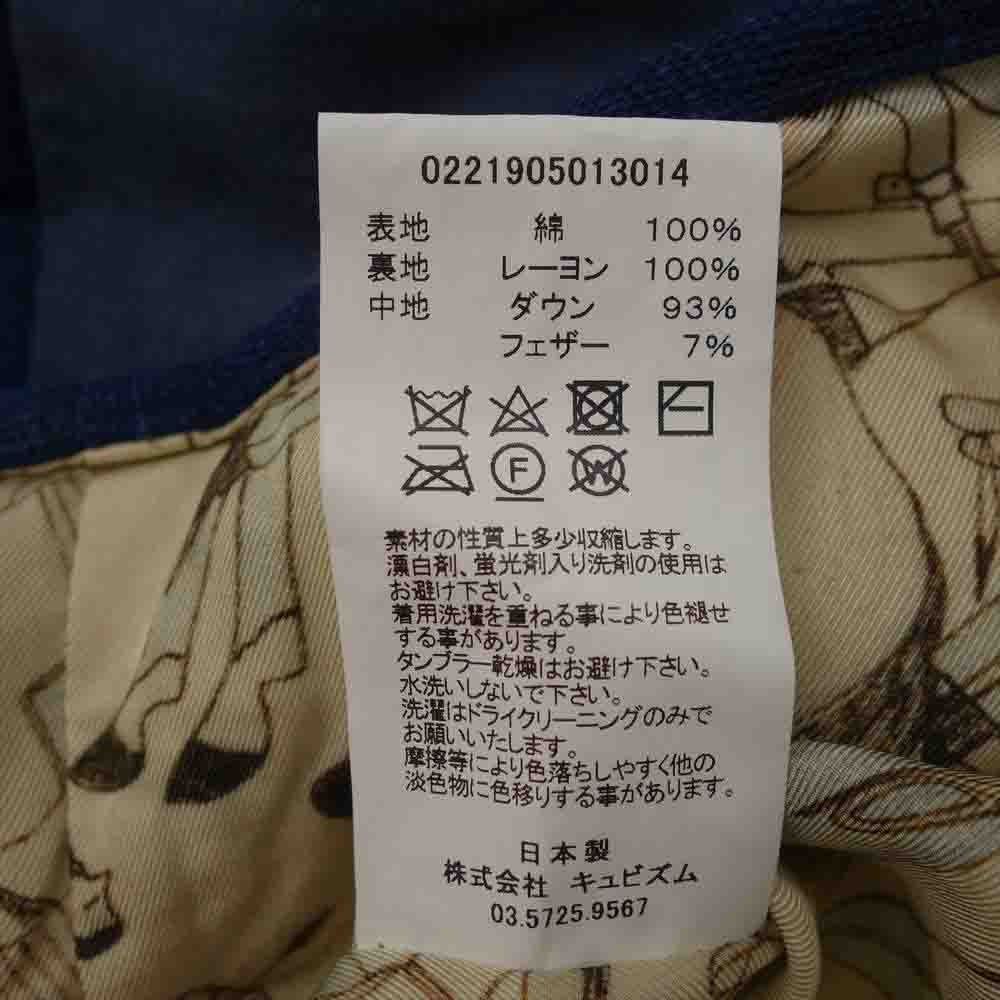 0221905013014
表地 綿 100%
裏地 レーヨン 100%
中地 ダウン 93%
フェザー 7%
F W
素材の性質上多少収縮します。
漂白剤、蛍光剤入り洗剤の使用は
お避け下さい。
着用洗濯を重ねる事により色褪せ
する事があります。
タンブラー乾燥はお避け下さい。
水洗いしないで下さい。
洗濯はドライクリーニングのみで
お願いいたします。
摩擦等により色落ちしやすく他の
淡色物に色移りする事があります。
日本製
株式会社 キュビズム
03.5725.9567